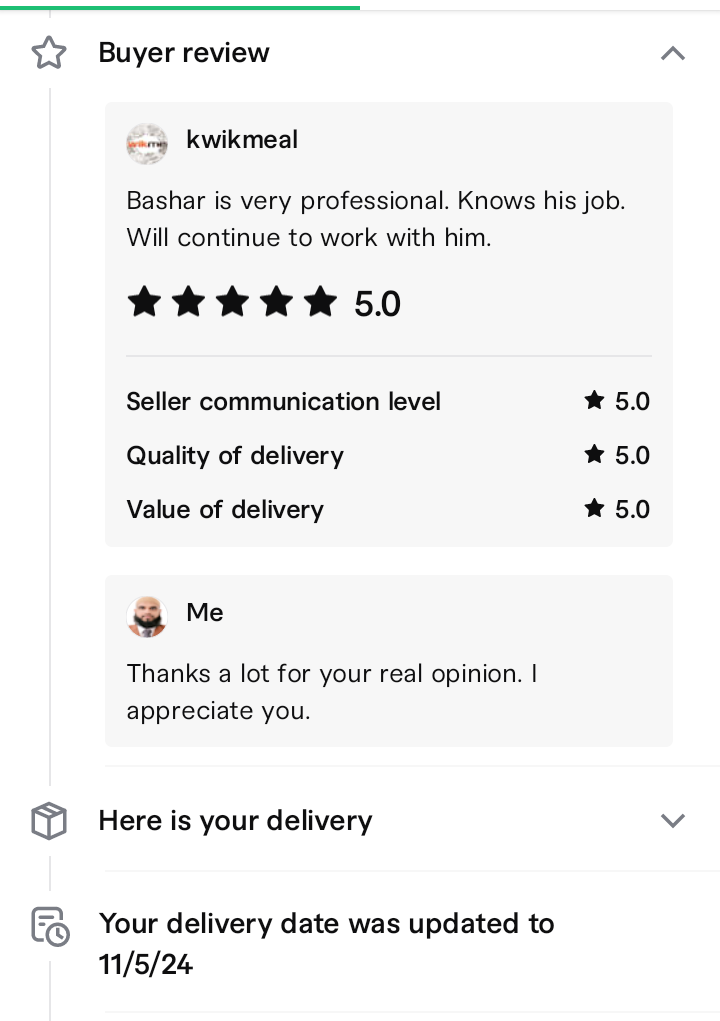 Buyer review
kwikmeal
Bashar is very professional. Knows his job.
Will continue to work with him.
5.0
Seller communication level 5.0
Quality of delivery 5.0
Value of delivery 5.0
Me
Thanks a lot for your real opinion. I
appreciate you.
Here is your delivery
Your delivery date was updated to
11/5/24